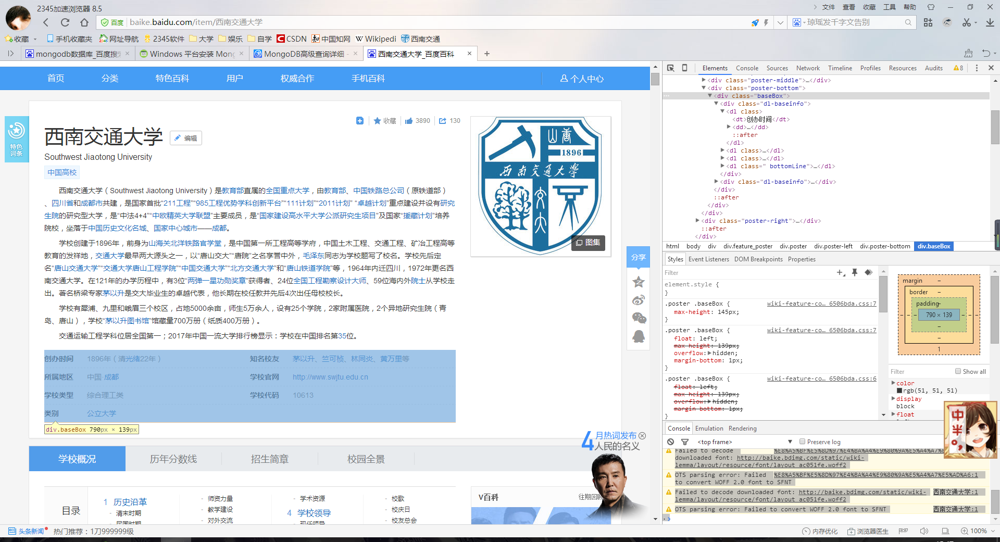 2345加速浏览器 8.5
文件 查看 收藏 工具 帮助
百度 baike.baidu.com/item/西南交通大学
琼瑶发千字文告别
收藏 手机收藏夹 网址导航 2345软件 大学 娱乐 自学 CSDN 中国知网 Wikipedi 西南交通
mongodb数据库_百度搜 Windows 平台安装 Mong MongoDB高级查询详细 - 西南交通大学_百度百科
首页 分类 特色百科 用户 权威合作 手机百科 个人中心
特色
词条
收藏 3890 130
西南交通大学 编辑
Southwest Jiaotong University
中国高校
西南交通大学（Southwest Jiaotong University）是教育部直属的全国重点大学，由教育部、中国铁路总公司（原铁道部）
、四川省和成都市共建，是国家首批“211工程”“985工程优势学科创新平台”“111计划”“2011计划” “卓越计划”重点建设并设有研究
生院的研究型大学，是“中法4+4”“中欧精英大学联盟”主要成员，是“国家建设高水平大学公派研究生项目”及国家“援藏计划”培养
院校，坐落于中国历史文化名城、国家中心城市——成都。
学校创建于1896年，前身为山海关北洋铁路官学堂，是中国第一所工程高等学府，中国土木工程、交通工程、矿冶工程高等
教育的发祥地，交通大学最早两大源头之一，以“唐山交大”“唐院”之名享誉中外，毛泽东同志为学校题写了校名。学校先后定
名“唐山交通大学”“交通大学唐山工程学院”“中国交通大学”“北方交通大学”和“唐山铁道学院”等，1964年内迁四川，1972年更名西
南交通大学。在121年的办学历程中，有3位“两弹一星功勋奖章”获得者、24位全国工程勘察设计大师、59位海内外院士从学校走
出。著名桥梁专家茅以升是交大毕业生的卓越代表，他长期在校任教并先后4次出任母校校长。
学校有犀浦、九里和峨眉三个校区，占地5000余亩，师生5万余人，设有25个学院，2家附属医院，2个异地研究生院（青
岛、唐山），学校“茅以升图书馆”馆藏量700万册（纸质400万册）。
交通运输工程学科位居全国第一；2017年中国一流大学排行榜显示：学校在中国排名第35位。
山唐
1896
西南交通大学
图集
分享
创办时间 1896年（清光绪22年） 知名校友 茅以升、竺可桢、林同炎、黄万里等
所属地区 中国·成都 学校官网 http://www.swjtu.edu.cn
学校类型 综合理工类 学校代码 10613
类别 公立大学
div.baseBox 790px × 139px
4月热词发布
人民的名义
学校概况 历年分数线 招生简章 校园全景
目录
1 历史沿革
- 清末时期
- 民国时期
- 师资力量
- 教学建设
- 对外交流
- 学术资源
4 学校领导
- 现任领导
- 校歌
- 校庆日
- 校友总会
V百科 往期回顾
Elements Console Sources Network Timeline Profiles Resources Audits 8
<div class="poster-middle">…</div>
<div class="poster-bottom">
<div class="baseBox">
<div class="dl-baseinfo">
<dl class>
<dt>创办时间</dt>
<dd>…</dd>
::after
</dl>
<dl class>…</dl>
<dl class>…</dl>
<dl class=" bottomLine">…</dl>
</div>
<div class="dl-baseinfo">…</div>
</div>
::after
</div>
</div>
<div class="poster-right">…</div>
::after
</div>
html body div div.feature_poster div.poster div.poster-left div.poster-bottom div.baseBox
Styles Event Listeners DOM Breakpoints Properties
Filter
element.style {
}
.poster .baseBox { wiki-feature-co… 6506bda.css:7
max-height: 145px;
}
.poster .baseBox { wiki-feature-co… 6506bda.css:7
float: left;
max-height: 139px;
overflow: hidden;
margin-bottom: 1px;
}
.poster .baseBox { wiki-feature-co… 6506bda.css:6
float: left;
max-height: 139px;
overflow: hidden;
margin-bottom: 1px;
}
margin –
border –
padding –
– – – 790 × 139 – – –
–
–
1
Filter Show all
color
rgb(51, 51, 51)
display
block
float
中
半
Console Emulation Rendering
<top frame> Preserve log
Failed to decode
downloaded font: http://baike.bdimg.com/static/wiki-
lemma/layout/resource/font/layout_ac051fe.woff2
OTS parsing error: Failed %E8%A5%BF%E5%8D%97%E4%BA%A4%E9%80%9A%E5%A4%A7%E5%AD%A6:1
to convert WOFF 2.0 font to SFNT
Failed to decode downloaded font: http://baike.bdimg.com/static/wiki- 西南交通大学:1
lemma/layout/resource/font/layout_ac051fe.woff2
OTS parsing error: Failed to convert WOFF 2.0 font to SFNT 西南交通大学:1
头条新闻 热门推荐：1刀999999级
内存优化 浏览器医生 100%